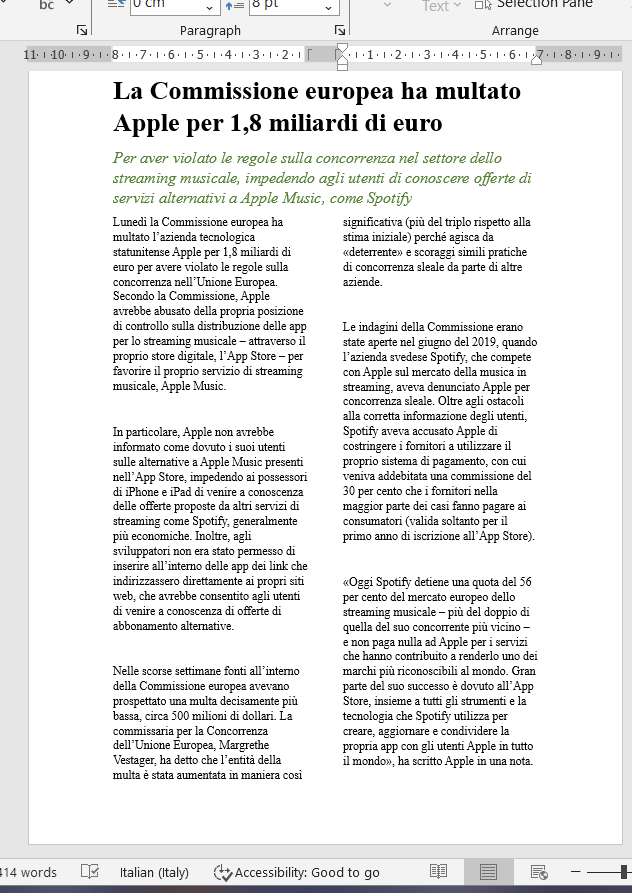 bc
0 cm
8 pt
Text
Selection Pane
Paragraph
Arrange
11 10 9 8 7 6 5 4 3 2 1 1 2 3 4 5 6 7 8 9
La Commissione europea ha multato
Apple per 1,8 miliardi di euro
Per aver violato le regole sulla concorrenza nel settore dello
streaming musicale, impedendo agli utenti di conoscere offerte di
servizi alternativi a Apple Music, come Spotify
Lunedì la Commissione europea ha
multato l’azienda tecnologica
statunitense Apple per 1,8 miliardi di
euro per avere violato le regole sulla
concorrenza nell’Unione Europea.
Secondo la Commissione, Apple
avrebbe abusato della propria posizione
di controllo sulla distribuzione delle app
per lo streaming musicale – attraverso il
proprio store digitale, l’App Store – per
favorire il proprio servizio di streaming
musicale, Apple Music.
In particolare, Apple non avrebbe
informato come dovuto i suoi utenti
sulle alternative a Apple Music presenti
nell’App Store, impedendo ai possessori
di iPhone e iPad di venire a conoscenza
delle offerte proposte da altri servizi di
streaming come Spotify, generalmente
più economiche. Inoltre, agli
sviluppatori non era stato permesso di
inserire all’interno delle app dei link che
indirizzassero direttamente ai propri siti
web, che avrebbe consentito agli utenti
di venire a conoscenza di offerte di
abbonamento alternative.
Nelle scorse settimane fonti all’interno
della Commissione europea avevano
prospettato una multa decisamente più
bassa, circa 500 milioni di dollari. La
commissaria per la Concorrenza
dell’Unione Europea, Margrethe
Vestager, ha detto che l’entità della
multa è stata aumentata in maniera così
significativa (più del triplo rispetto alla
stima iniziale) perché agisca da
«deterrente» e scoraggi simili pratiche
di concorrenza sleale da parte di altre
aziende.
Le indagini della Commissione erano
state aperte nel giugno del 2019, quando
l’azienda svedese Spotify, che compete
con Apple sul mercato della musica in
streaming, aveva denunciato Apple per
concorrenza sleale. Oltre agli ostacoli
alla corretta informazione degli utenti,
Spotify aveva accusato Apple di
costringere i fornitori a utilizzare il
proprio sistema di pagamento, con cui
veniva addebitata una commissione del
30 per cento che i fornitori nella
maggior parte dei casi fanno pagare ai
consumatori (valida soltanto per il
primo anno di iscrizione all’App Store).
«Oggi Spotify detiene una quota del 56
per cento del mercato europeo dello
streaming musicale – più del doppio di
quella del suo concorrente più vicino –
e non paga nulla ad Apple per i servizi
che hanno contribuito a renderlo uno dei
marchi più riconoscibili al mondo. Gran
parte del suo successo è dovuto all’App
Store, insieme a tutti gli strumenti e la
tecnologia che Spotify utilizza per
creare, aggiornare e condividere la
propria app con gli utenti Apple in tutto
il mondo», ha scritto Apple in una nota.
414 words
Italian (Italy)
Accessibility: Good to go